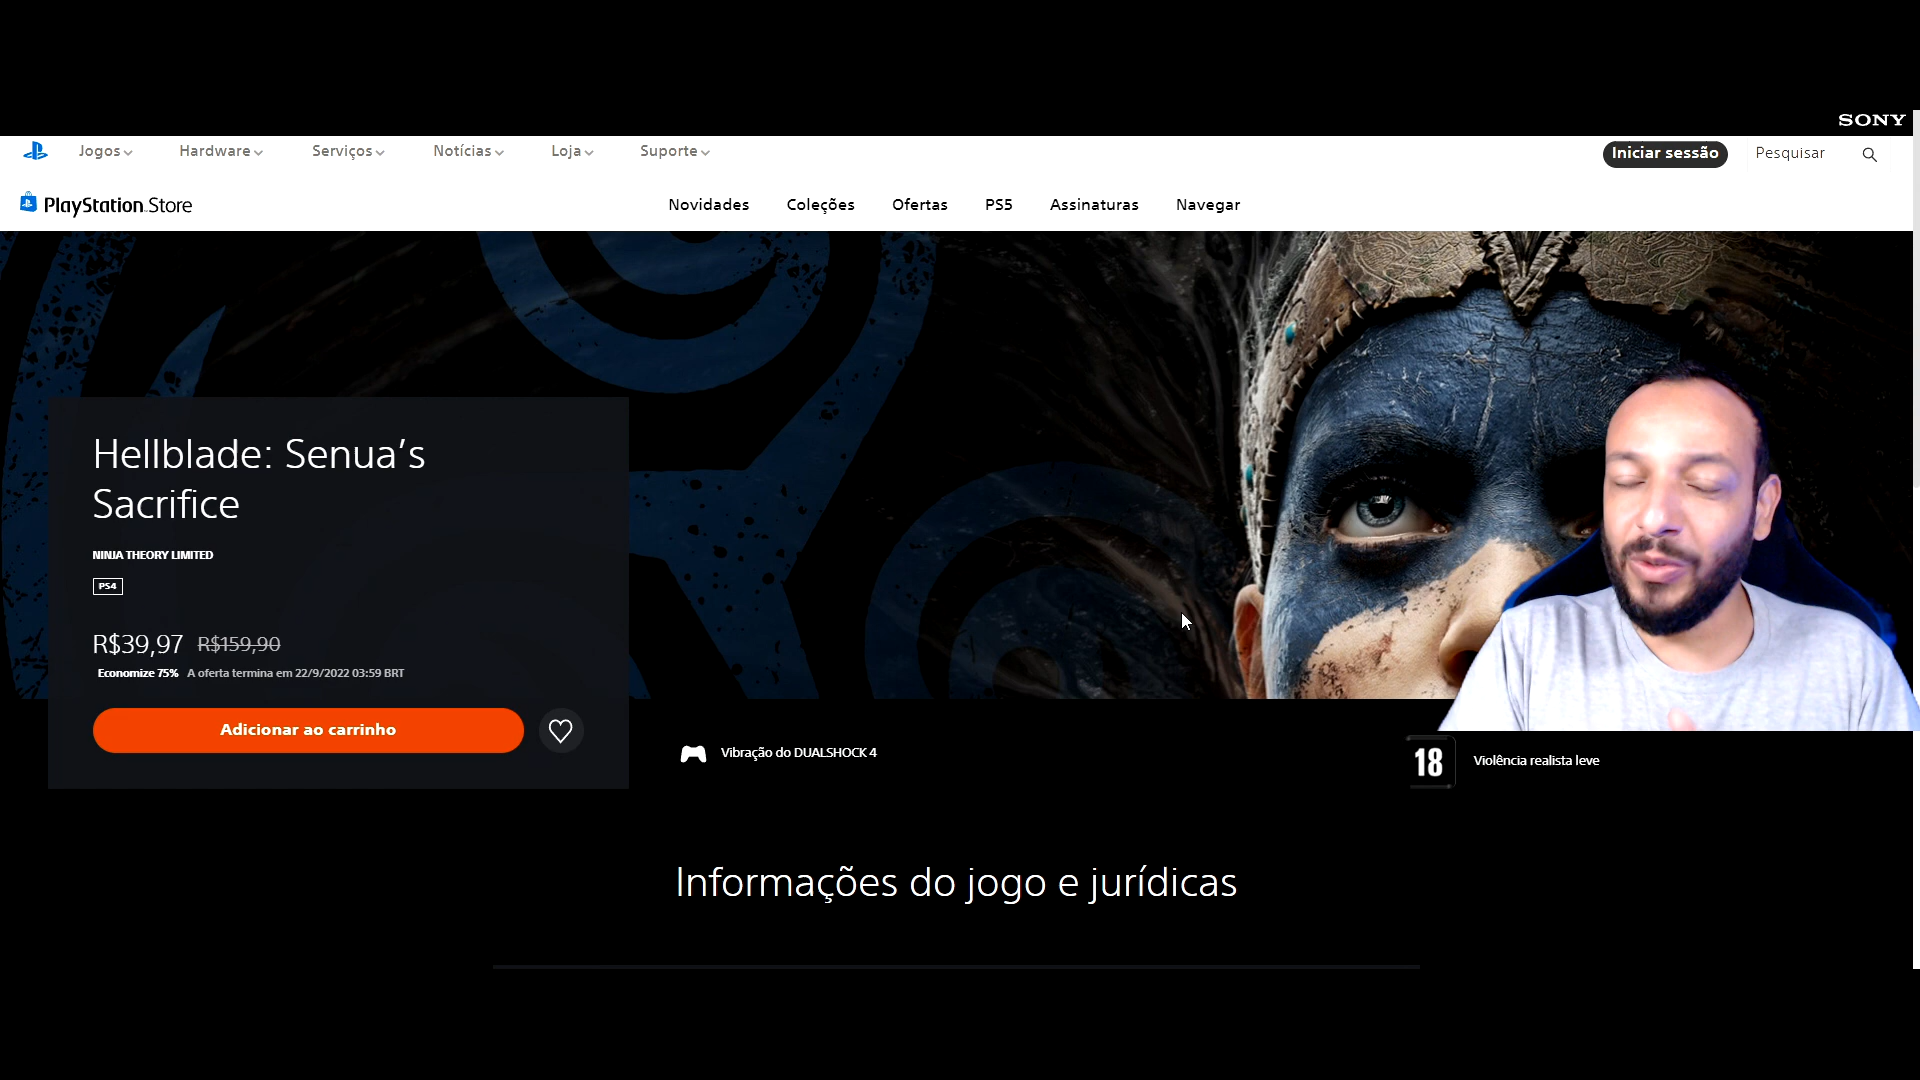 SONY
Jogos
Hardware
Serviços
Notícias
Loja
Suporte
Iniciar sessão
Pesquisar
PlayStation Store
Novidades
Coleções
Ofertas
PS5
Assinaturas
Navegar
Hellblade: Senua’s
Sacrifice
NINJA THEORY LIMITED
PS4
R$39,97 R$159,90
Economize 75% A oferta termina em 22/9/2022 03:59 BRT
Adicionar ao carrinho
Vibração do DUALSHOCK 4
18
Violência realista leve
Informações do jogo e jurídicas